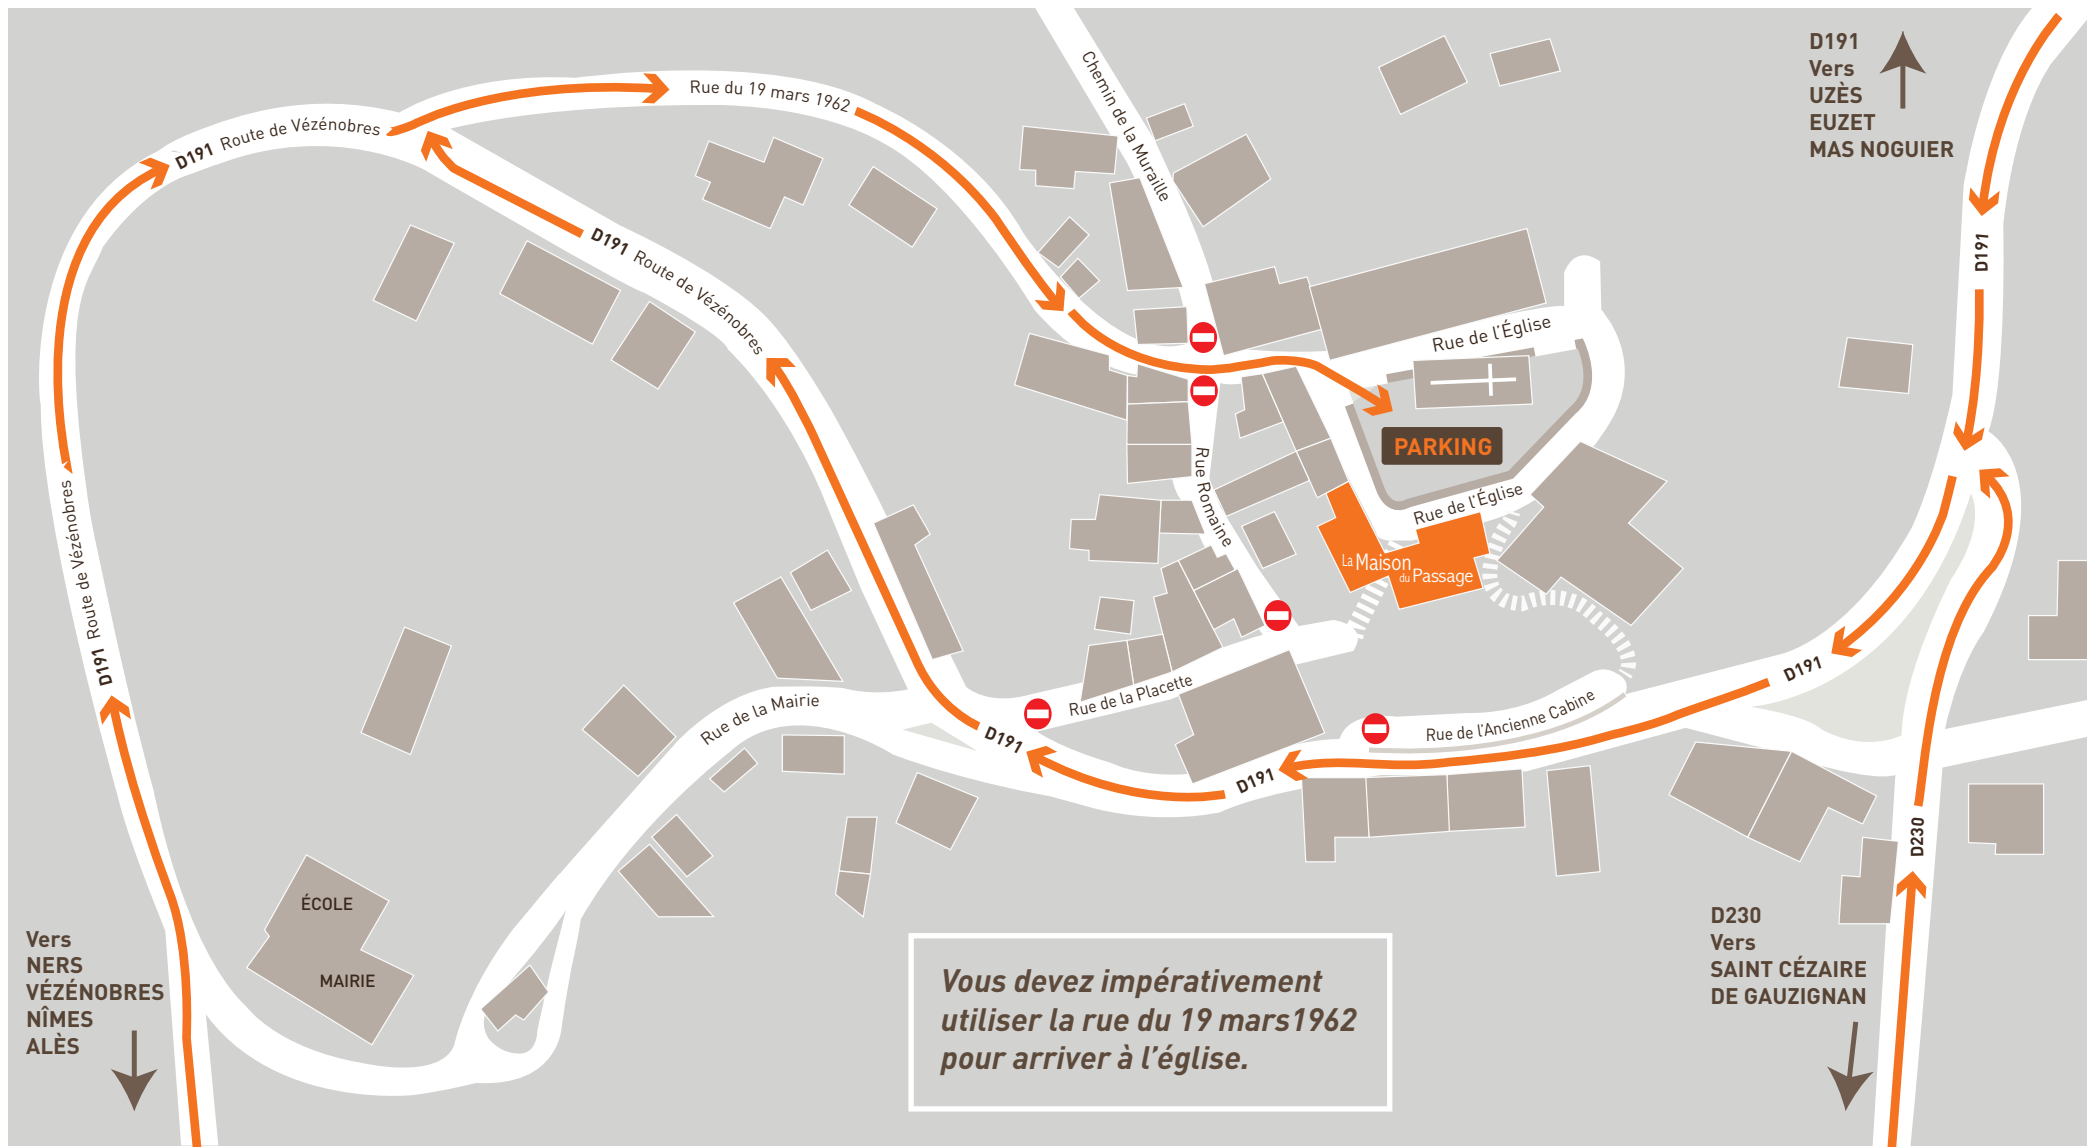 D191
Vers
UZÈS
EUZET
MAS NOGUIER
Chemin de la Muraille
Rue du 19 mars 1962
D191 Route de Vézénobres
D191 Route de Vézénobres
D191
Rue de l'Église
PARKING
Rue Romaine
Rue de l'Église
La Maison
du Passage
D191 Route de Vézénobres
D191
Rue de la Placette
Rue de la Mairie
Rue de l'Ancienne Cabine
D191
D191
D230
ÉCOLE
MAIRIE
Vers
NERS
VÉZÉNOBRES
NÎMES
ALÈS
Vous devez impérativement
utiliser la rue du 19 mars1962
pour arriver à l'église.
D230
Vers
SAINT CÉZAIRE
DE GAUZIGNAN